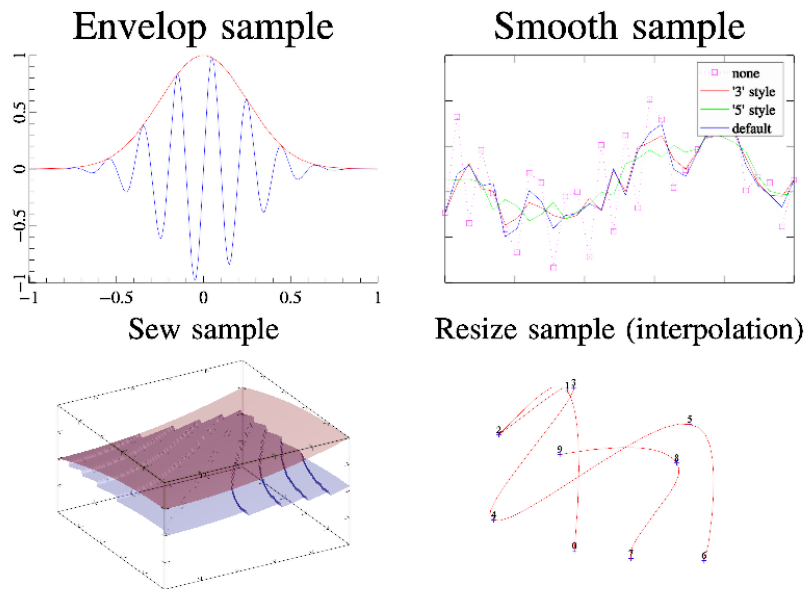 Envelop sample
Smooth sample
1
0.5
0
−0.5
−1
−1
−0.5
0
0.5
1
none
'3' style
'5' style
default
Sew sample
Resize sample (interpolation)
1
2
5
9
8
4
0
7
6